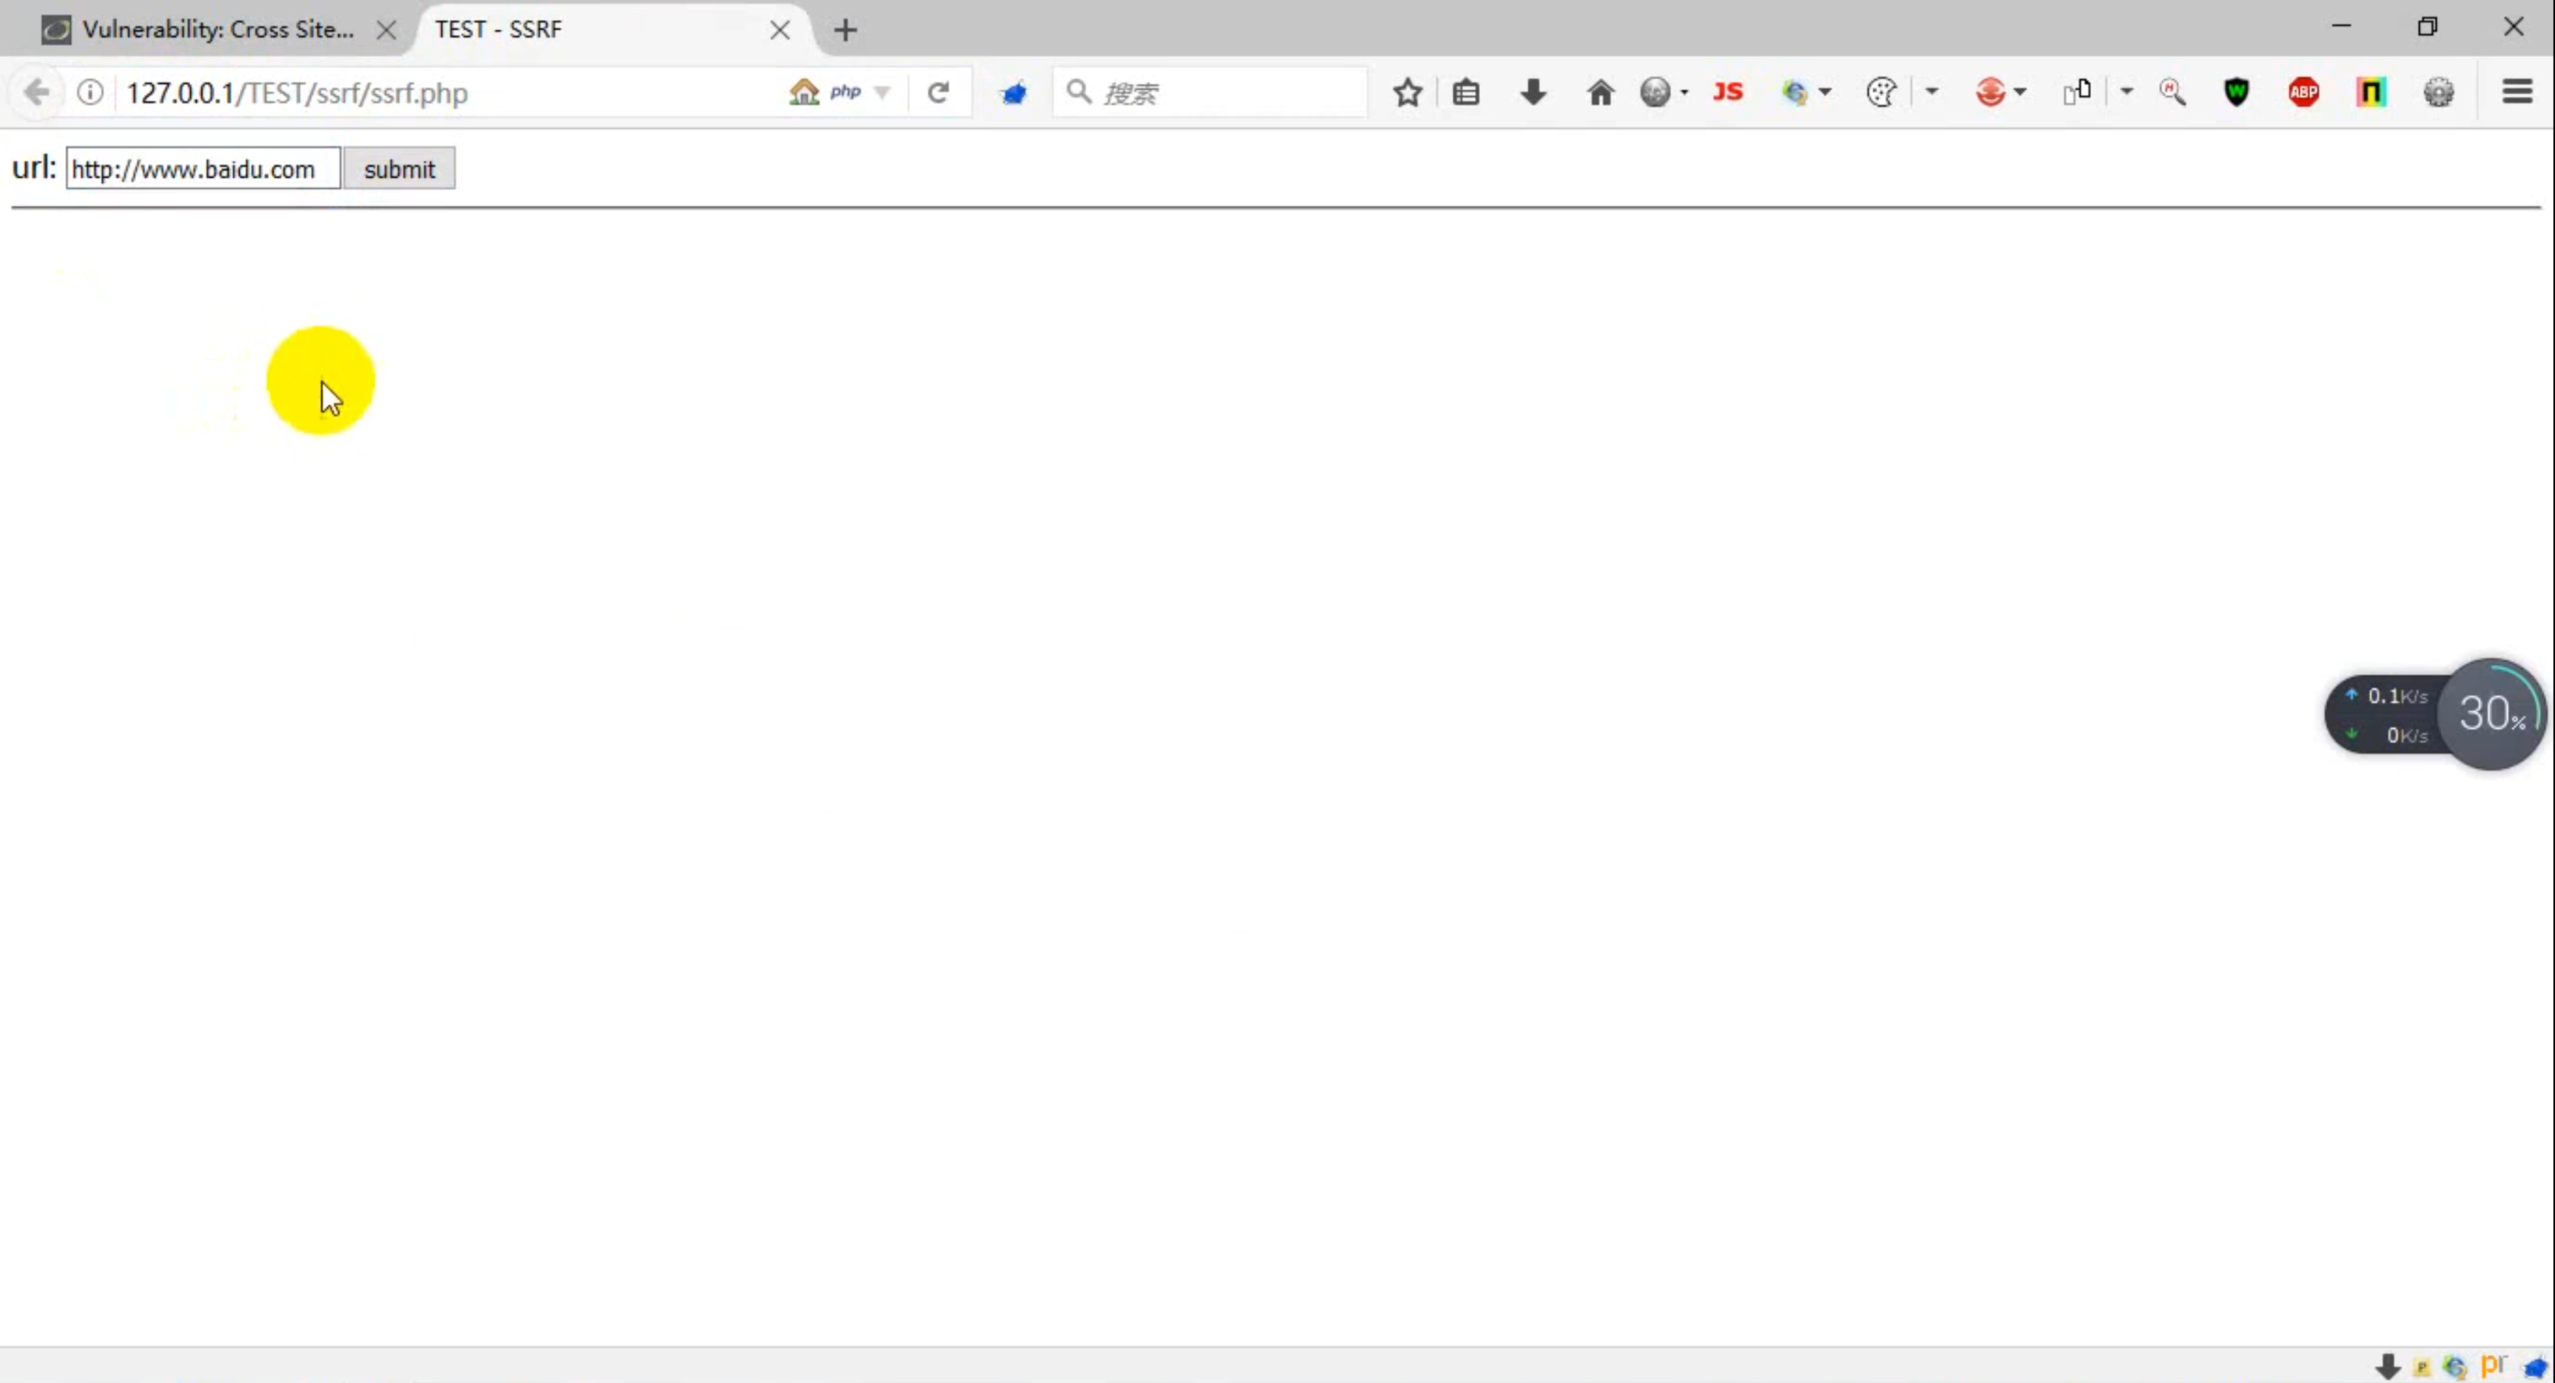 Vulnerability: Cross Site...
TEST - SSRF
127.0.0.1/TEST/ssrf/ssrf.php
php
搜索
JS
W
ABP
url: http://www.baidu.com submit
0.1K/s
0K/s
30%
P
pr